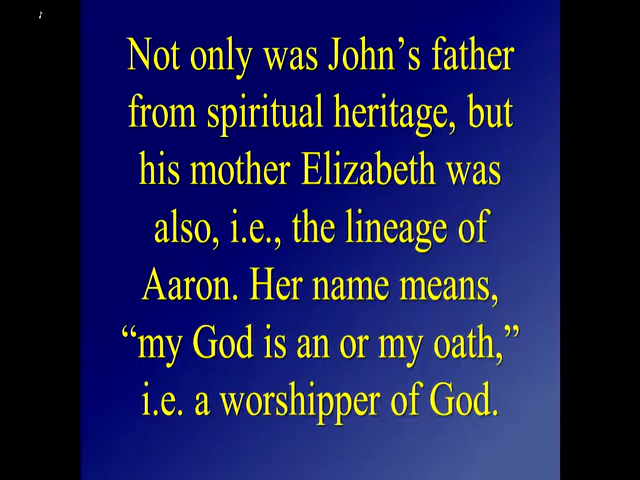 Not only was John’s father
from spiritual heritage, but
his mother Elizabeth was
also, i.e., the lineage of
Aaron. Her name means,
“my God is an or my oath,”
i.e. a worshipper of God.